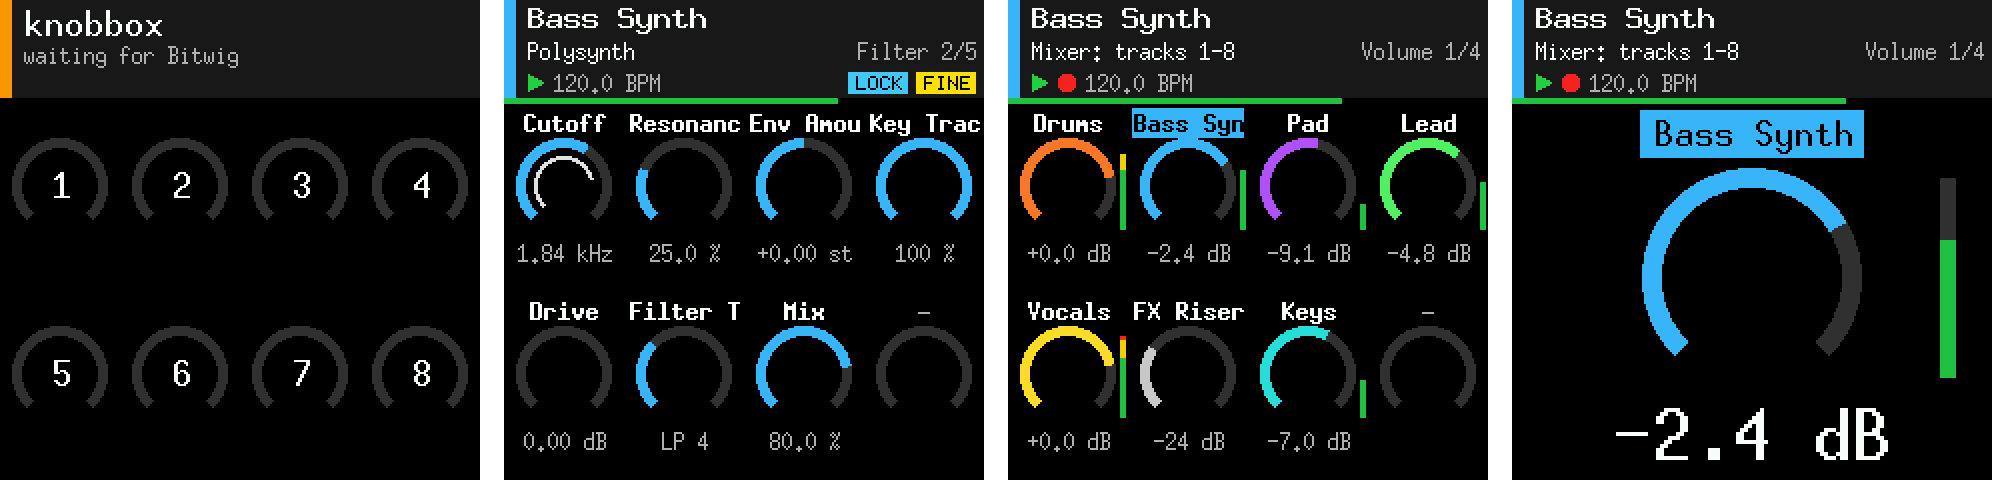 knobbox
waiting for Bitwig
1 2 3 4
5 6 7 8
Bass Synth
Polysynth Filter 2/5
120.0 BPM LOCK FINE
Cutoff Resonanc Env Amou Key Trac
1.84 kHz 25.0 % +0.00 st 100 %
Drive Filter T Mix –
0.00 dB LP 4 80.0 %
Bass Synth
Mixer: tracks 1-8 Volume 1/4
120.0 BPM
Drums Bass Syn Pad Lead
+0.0 dB -2.4 dB -9.1 dB -4.8 dB
Vocals FX Riser Keys –
+0.0 dB -24 dB -7.0 dB
Bass Synth
Mixer: tracks 1-8 Volume 1/4
120.0 BPM
Bass Synth
-2.4 dB